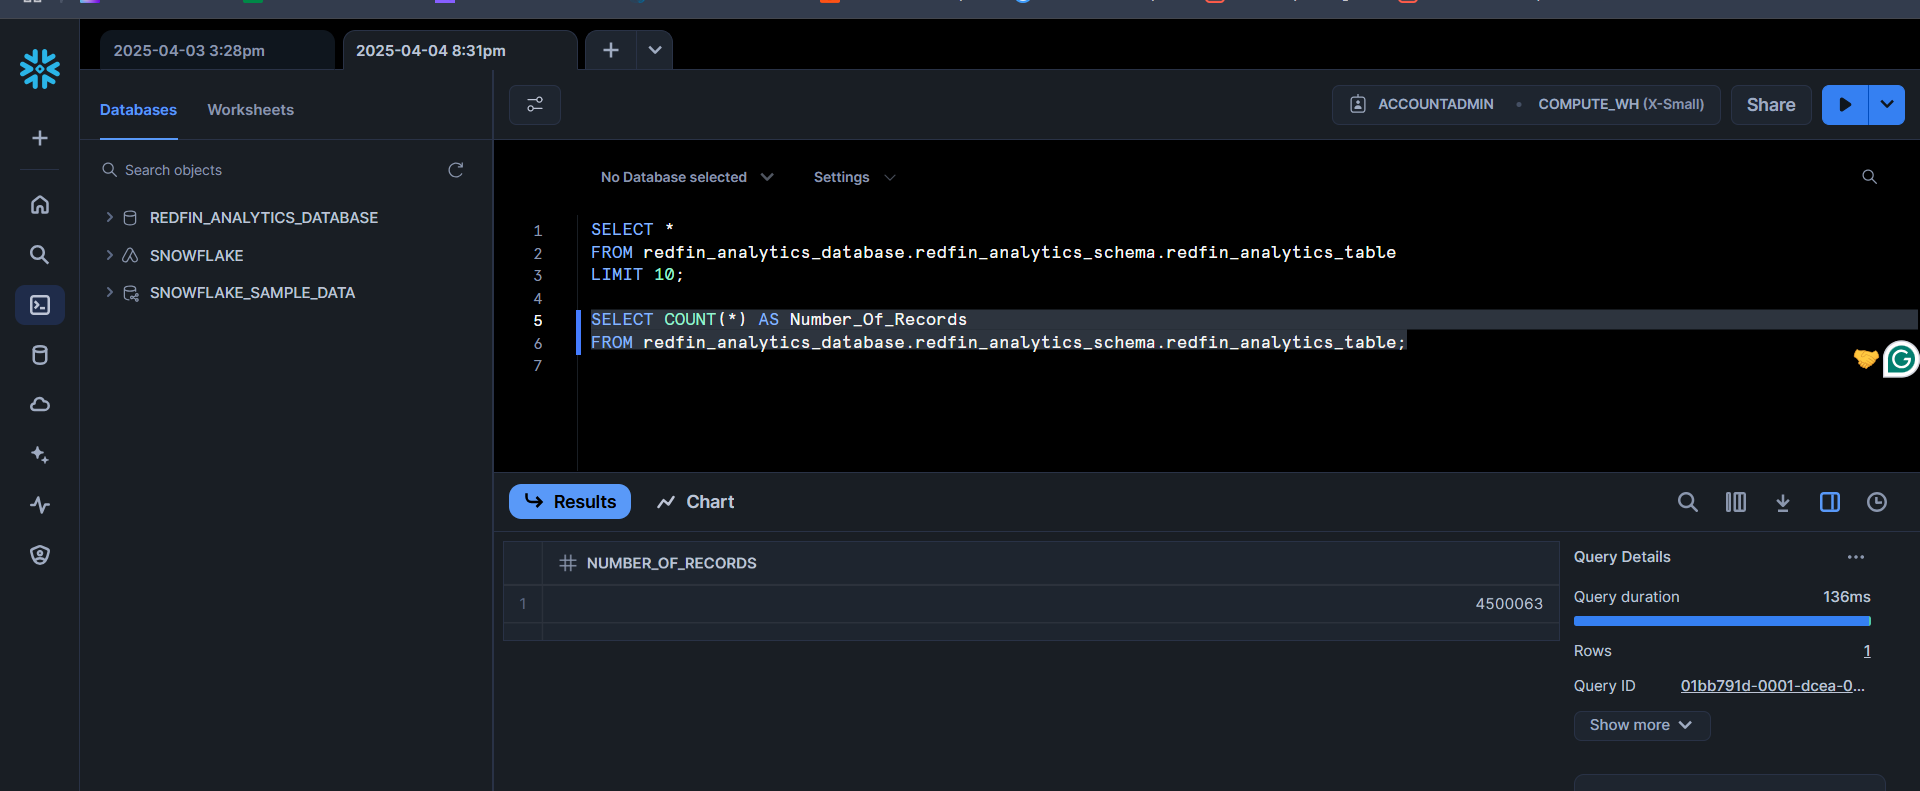 2025-04-03 3:28pm
2025-04-04 8:31pm
Databases Worksheets
ACCOUNTADMIN • COMPUTE_WH (X-Small)
Share
Search objects
REDFIN_ANALYTICS_DATABASE
SNOWFLAKE
SNOWFLAKE_SAMPLE_DATA
No Database selected Settings
1 SELECT *
2 FROM redfin_analytics_database.redfin_analytics_schema.redfin_analytics_table
3 LIMIT 10;
4
5 SELECT COUNT(*) AS Number_Of_Records
6 FROM redfin_analytics_database.redfin_analytics_schema.redfin_analytics_table;
7
Results Chart
NUMBER_OF_RECORDS
1 4500063
Query Details ...
Query duration 136ms
Rows 1
Query ID 01bb791d-0001-dcea-0...
Show more